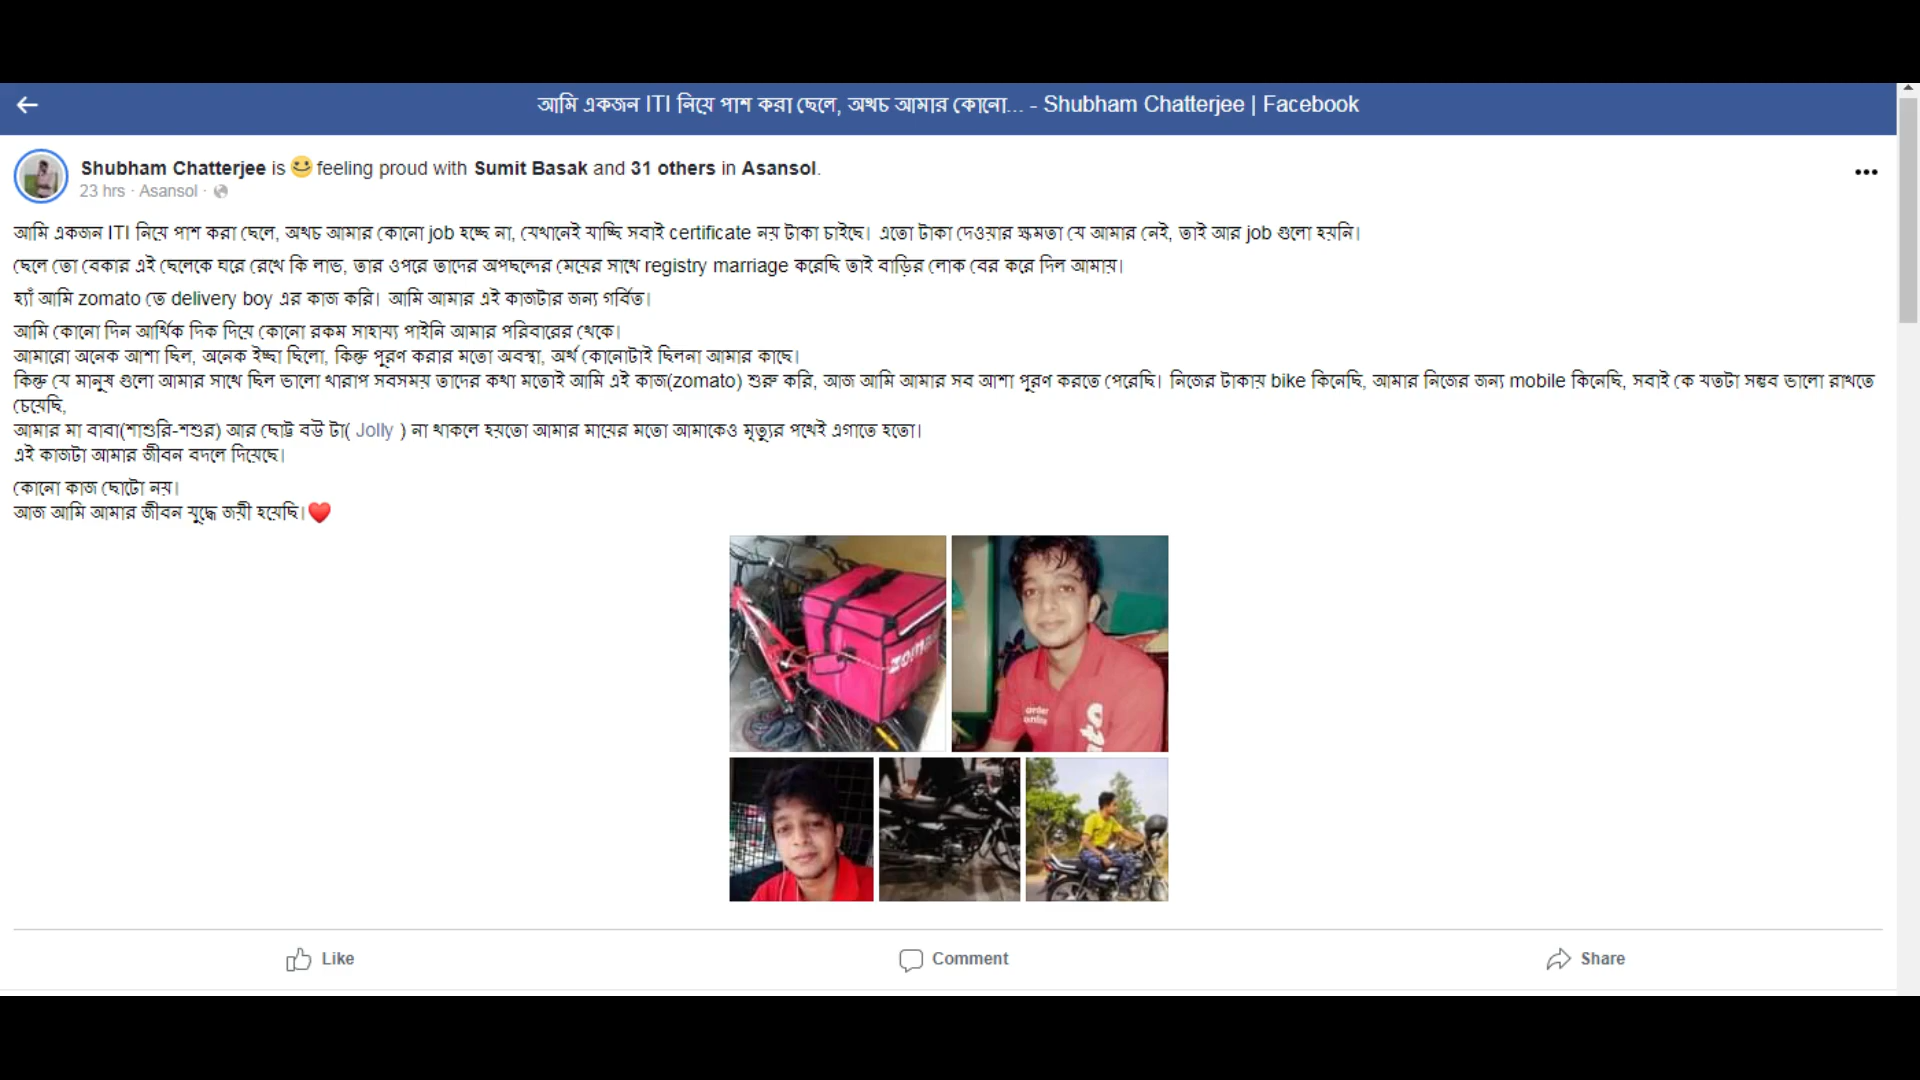 আমি একজন ITI নিয়ে পাশ করা ছেলে, অথচ আমার কোনো... - Shubham Chatterjee | Facebook
Shubham Chatterjee is feeling proud with Sumit Basak and 31 others in Asansol.
23 hrs · Asansol ·
আমি একজন ITI নিয়ে পাশ করা ছেলে, অথচ আমার কোনো job হচ্ছে না, যেখানেই যাচ্ছি সবাই certificate নয় টাকা চাইছে। এতো টাকা দেওয়ার ক্ষমতা যে আমার নেই, তাই আর job গুলো হয়নি।
ছেলে তো বেকার এই ছেলেকে ঘরে রেখে কি লাভ, তার ওপরে তাদের অপছন্দের মেয়ের সাথে registry marriage করেছি তাই বাড়ির লোক বের করে দিল আমায়।
হ্যাঁ আমি zomato তে delivery boy এর কাজ করি। আমি আমার এই কাজটার জন্য গর্বিত।
আমি কোনো দিন আর্থিক দিক দিয়ে কোনো রকম সাহায্য পাইনি আমার পরিবারের থেকে।
আমারো অনেক আশা ছিল, অনেক ইচ্ছা ছিলো, কিন্তু পুরণ করার মতো অবস্থা, অর্থ কোনোটাই ছিলনা আমার কাছে।
কিন্তু যে মানুষ গুলো আমার সাথে ছিল ভালো খারাপ সবসময় তাদের কথা মতোই আমি এই কাজ(zomato) শুরু করি, আজ আমি আমার সব আশা পুরণ করতে পেরেছি। নিজের টাকায় bike কিনেছি, আমার নিজের জন্য mobile কিনেছি, সবাই কে যতটা সম্ভব ভালো রাখতে
চেয়েছি,
আমার মা বাবা(শাশুরি-শশুর) আর ছোট্ট বউ টা( Jolly ) না থাকলে হয়তো আমার মায়ের মতো আমাকেও মৃত্যুর পথেই এগাতে হতো।
এই কাজটা আমার জীবন বদলে দিয়েছে।
কোনো কাজ ছোটো নয়।
আজ আমি আমার জীবন যুদ্ধে জয়ী হয়েছি।❤️
order
online
Like
Comment
Share